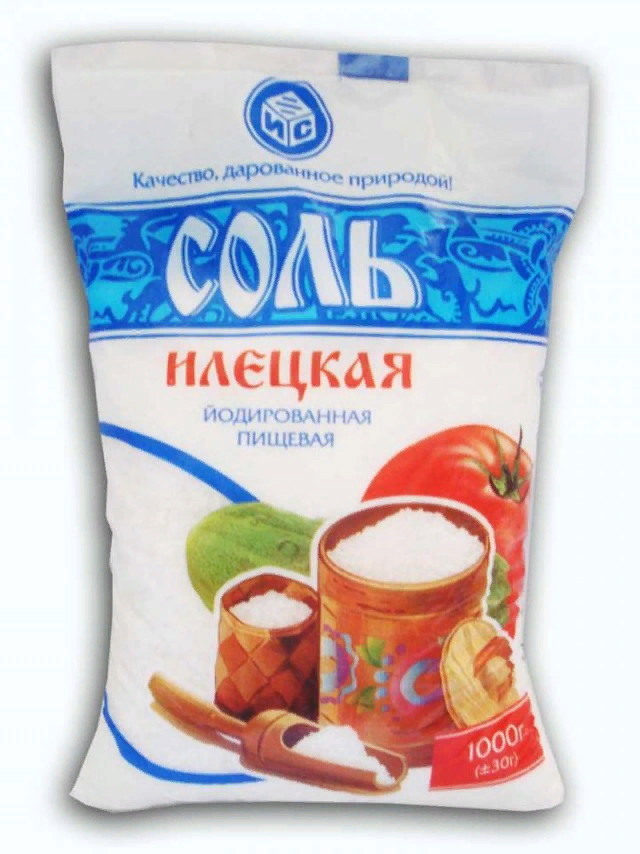 ИС
Качество, дарованное природой!
СОЛЬ
ИЛЕЦКАЯ
ЙОДИРОВАННАЯ
ПИЩЕВАЯ
1000г.
(±30г)